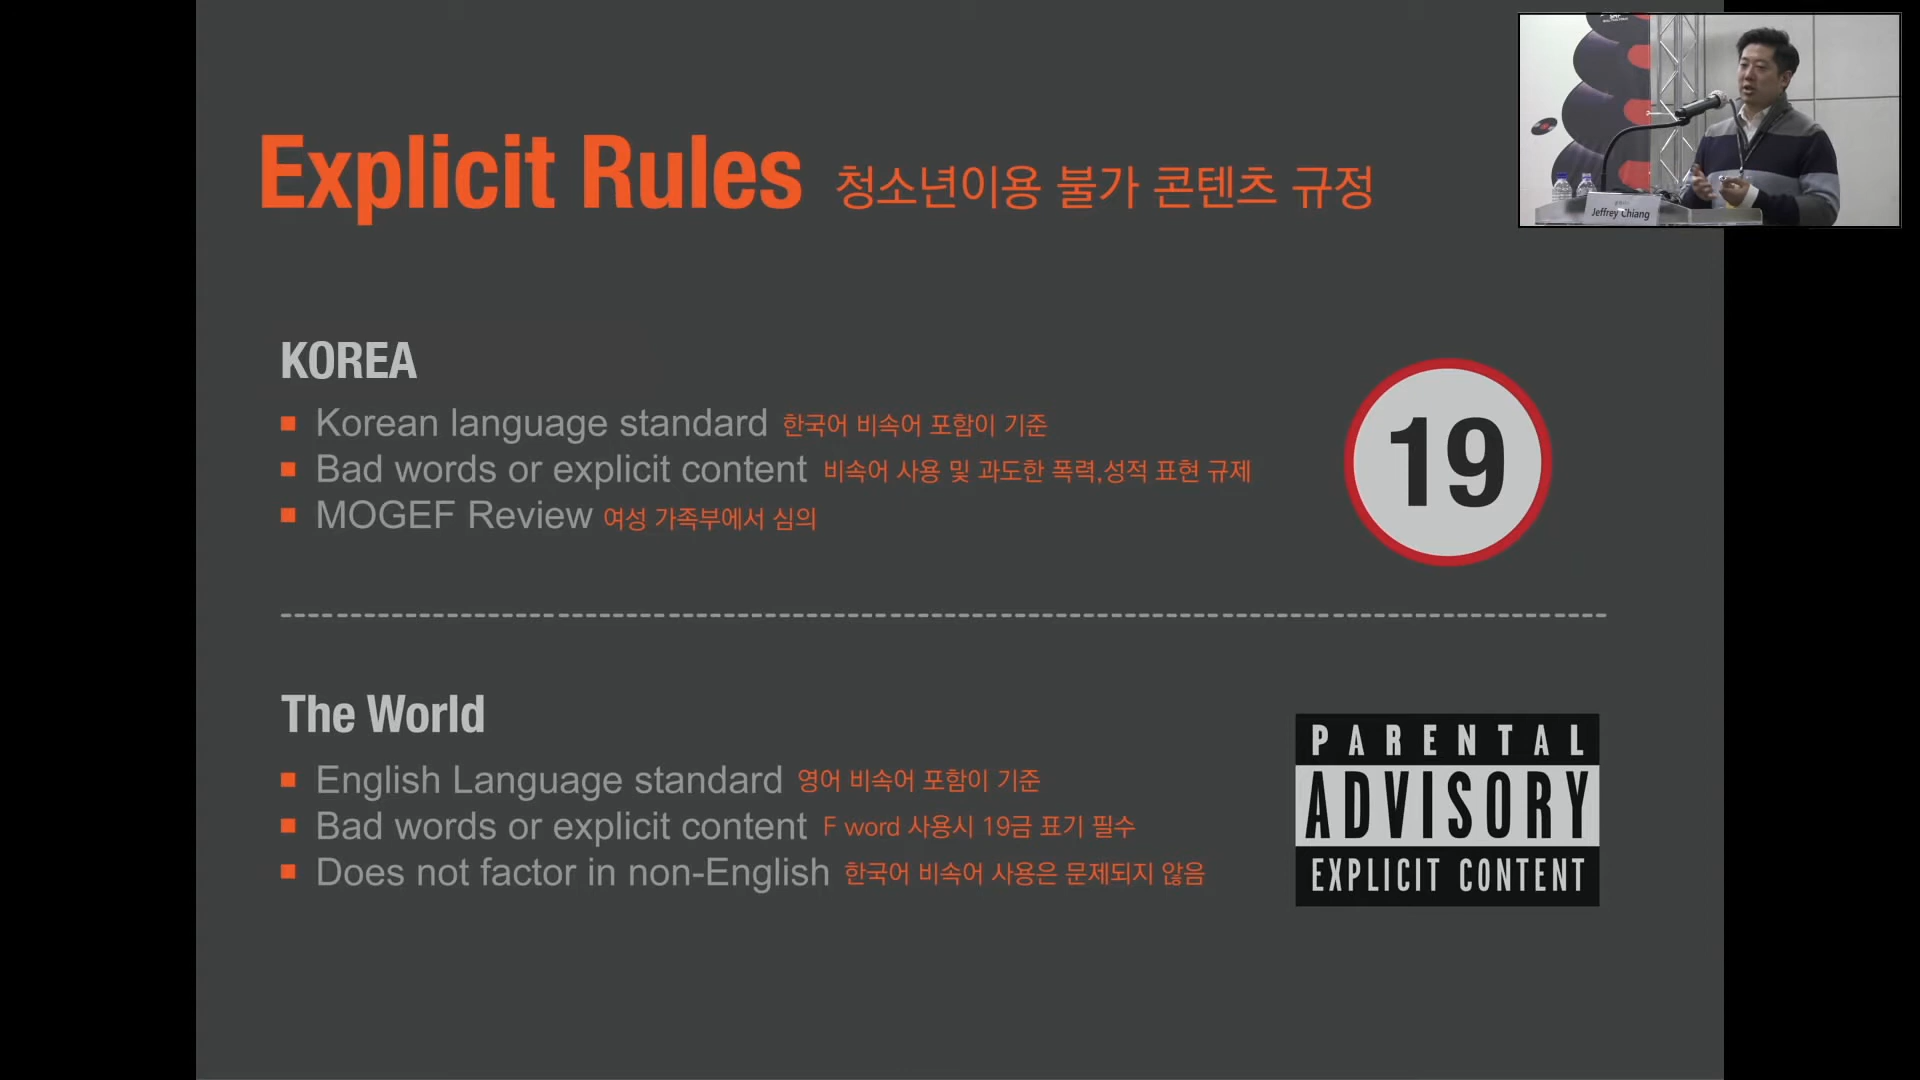 Explicit Rules 청소년이용 불가 콘텐츠 규정
KOREA
Korean language standard 한국어 비속어 포함이 기준
Bad words or explicit content 비속어 사용 및 과도한 폭력,성적 표현 규제
MOGEF Review 여성 가족부에서 심의
19
The World
English Language standard 영어 비속어 포함이 기준
Bad words or explicit content F word 사용시 19금 표기 필수
Does not factor in non-English 한국어 비속어 사용은 문제되지 않음
PARENTAL
ADVISORY
EXPLICIT CONTENT
Jeffrey Chiang